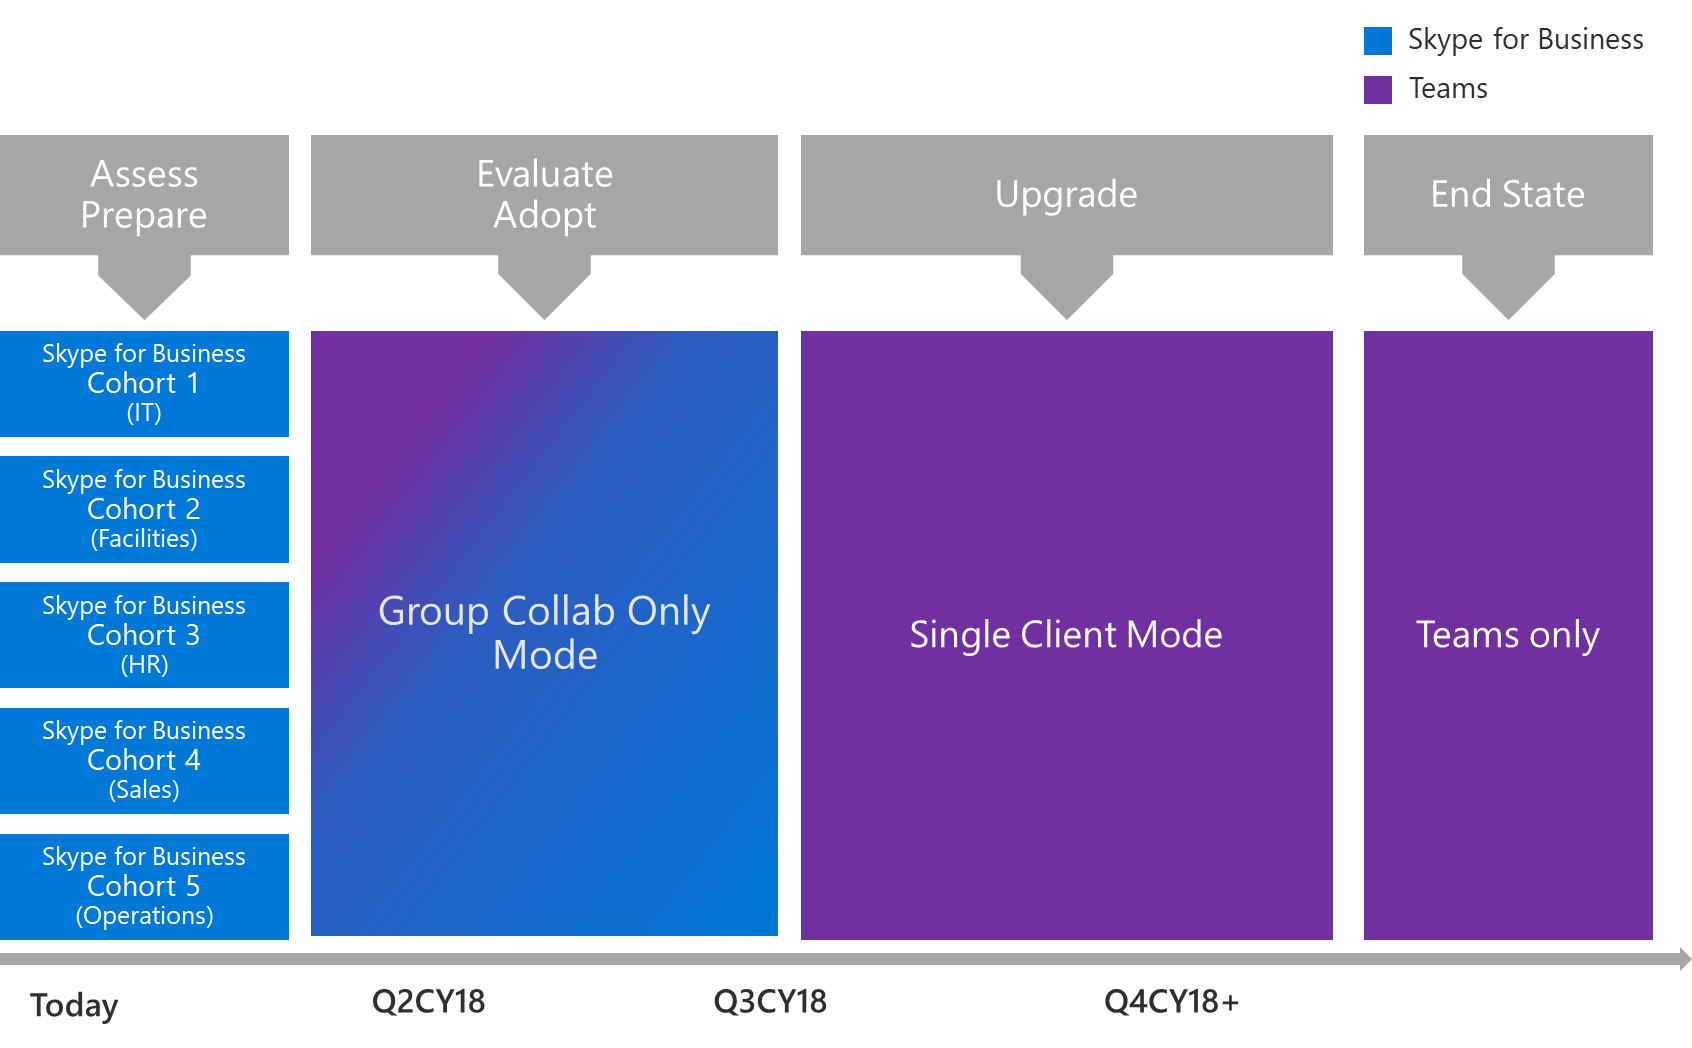 Skype for Business
Teams
Assess
Prepare
Evaluate
Adopt
Upgrade
End State
Skype for Business
Cohort 1
(IT)
Skype for Business
Cohort 2
(Facilities)
Skype for Business
Cohort 3
(HR)
Skype for Business
Cohort 4
(Sales)
Skype for Business
Cohort 5
(Operations)
Group Collab Only
Mode
Single Client Mode
Teams only
Today
Q2CY18
Q3CY18
Q4CY18+